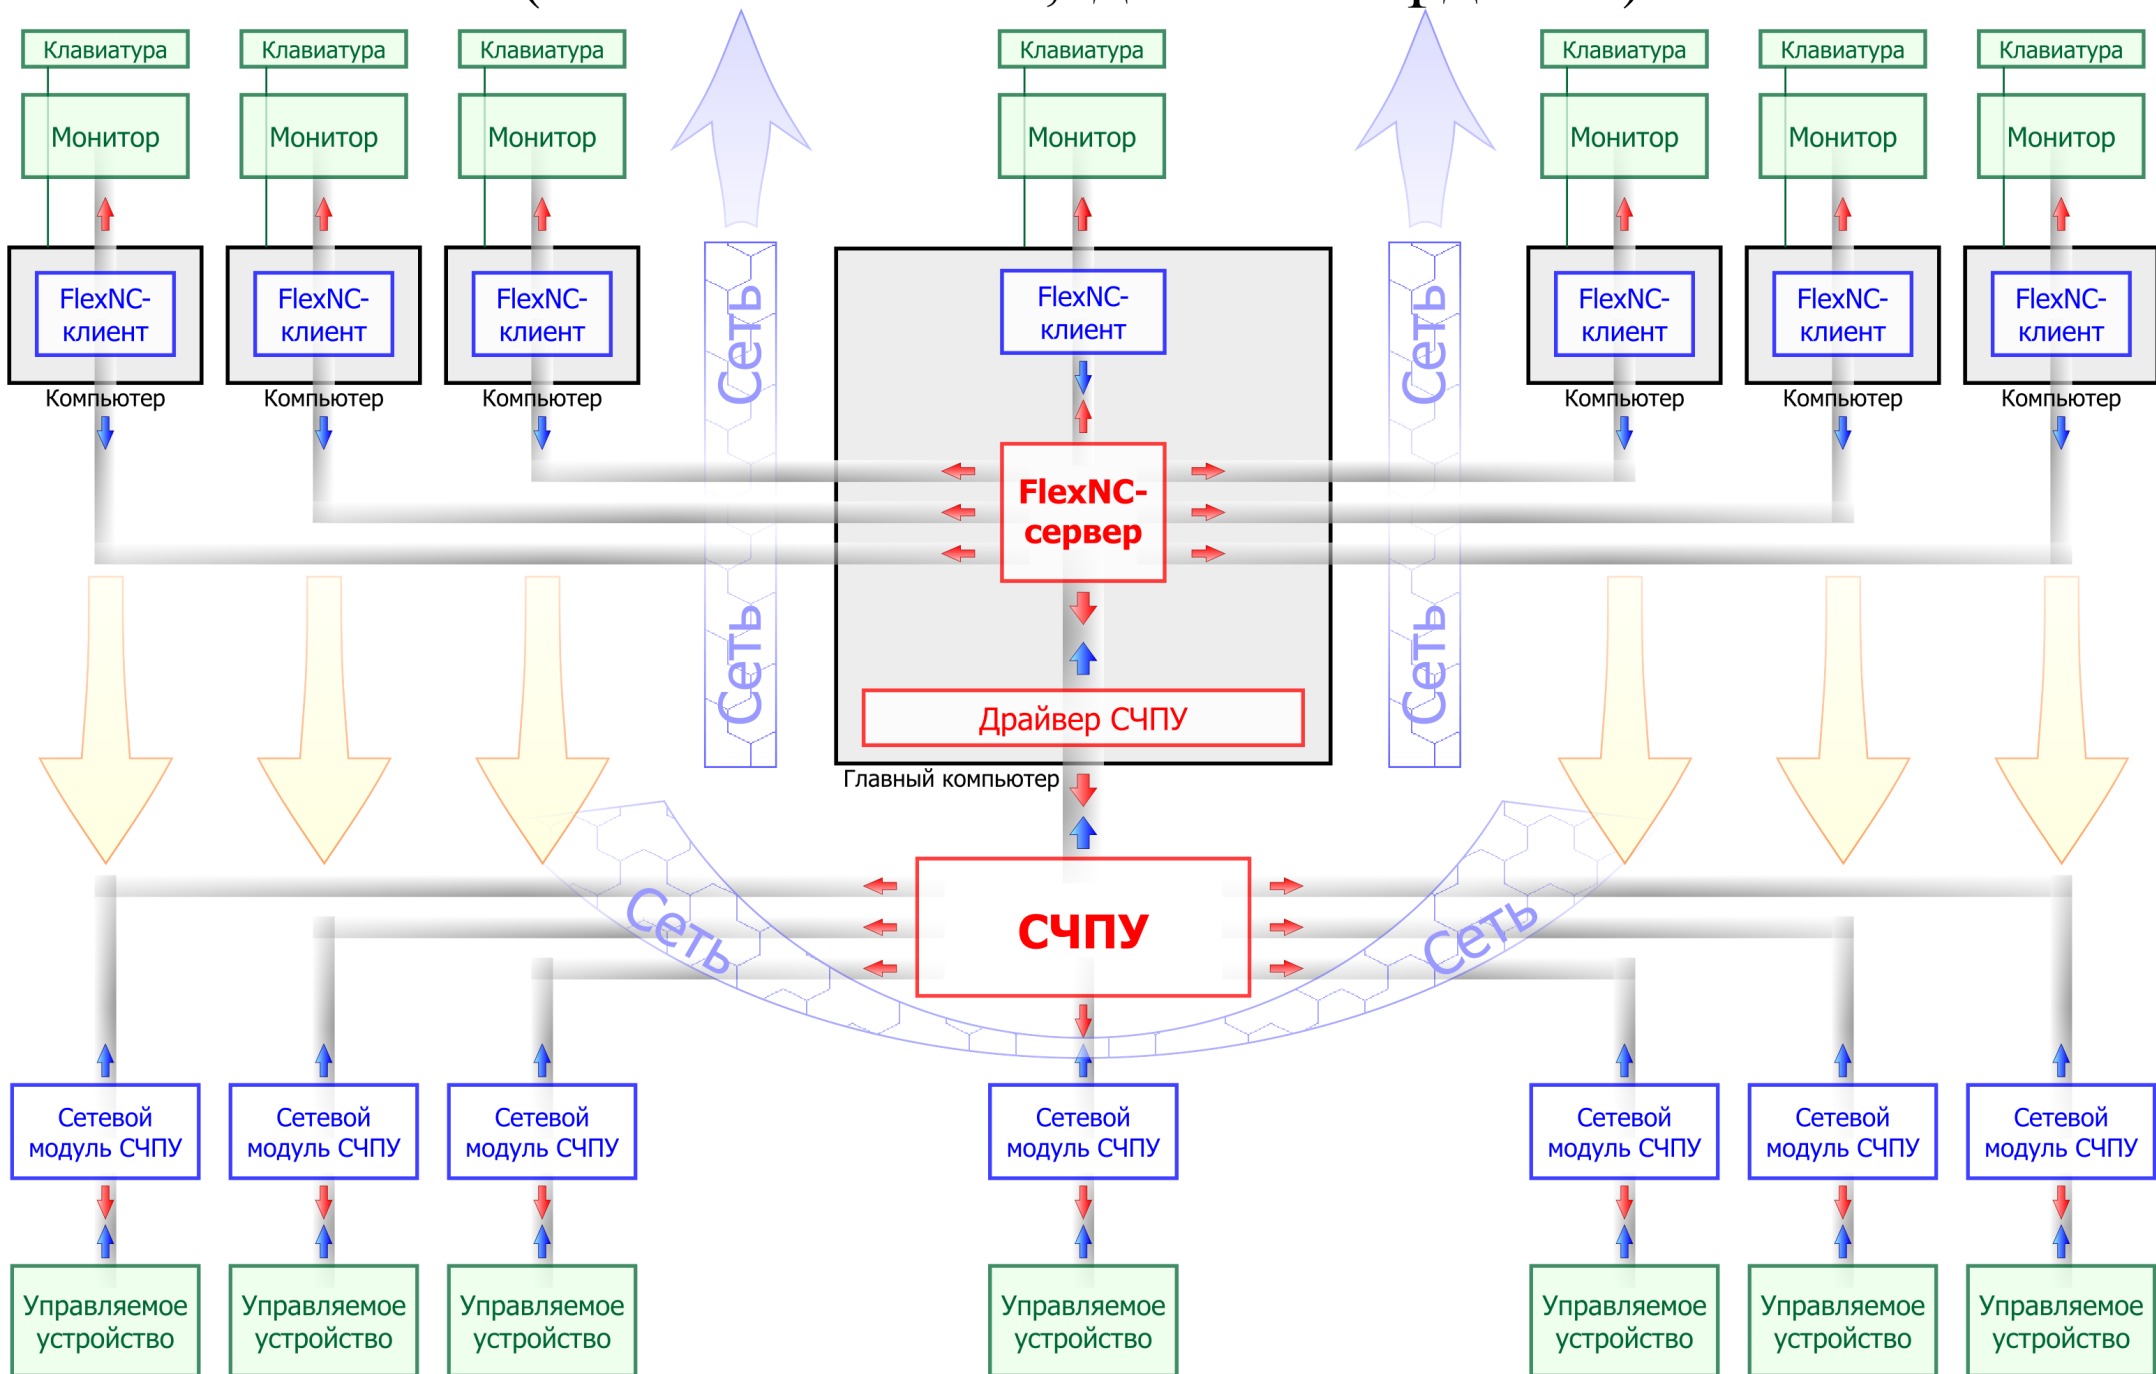 Клавиатура Клавиатура Клавиатура Клавиатура Клавиатура Клавиатура Клавиатура
Монитор Монитор Монитор Монитор Монитор Монитор Монитор
FlexNC- FlexNC- FlexNC- FlexNC- FlexNC- FlexNC- FlexNC-
клиент клиент клиент клиент клиент клиент клиент
Компьютер Компьютер Компьютер Компьютер Компьютер Компьютер
Сеть Сеть
FlexNC-
сервер
Сеть Сеть
Драйвер СЧПУ
Главный компьютер
СЧПУ
Сеть Сеть
Сетевой Сетевой Сетевой Сетевой Сетевой Сетевой Сетевой
модуль СЧПУ модуль СЧПУ модуль СЧПУ модуль СЧПУ модуль СЧПУ модуль СЧПУ модуль СЧПУ
Управляемое Управляемое Управляемое Управляемое Управляемое Управляемое Управляемое
устройство устройство устройство устройство устройство устройство устройство